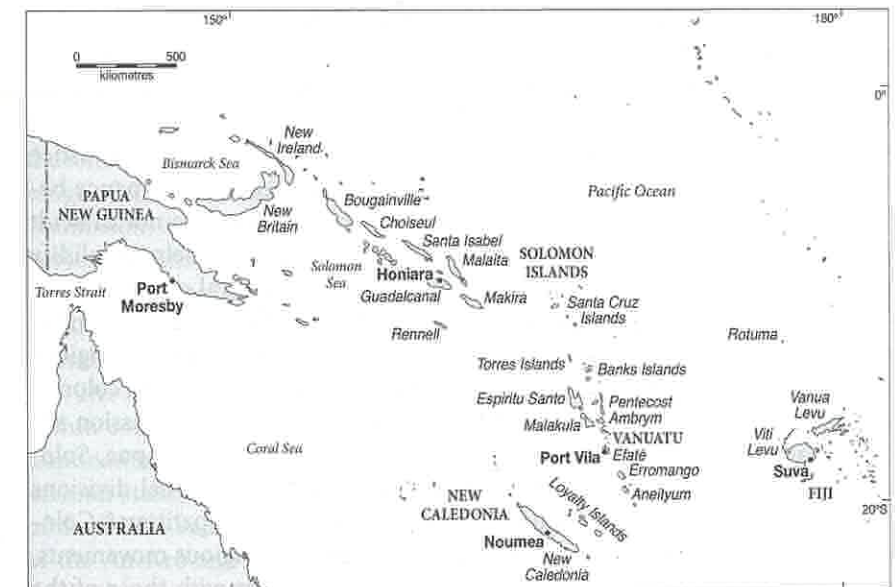 150°
180°
0
500
kilometres
0°
New
Ireland
Bismarck Sea
PAPUA
NEW GUINEA
New
Britain
Bougainville
Choiseul
Pacific Ocean
Santa Isabel
Malaita
SOLOMON
ISLANDS
Solomon
Sea
Honiara
Guadalcanal
Makira
Santa Cruz
Islands
Torres Strait
Port
Moresby
Rennell
Rotuma
Torres Islands
Banks Islands
Espiritu Santo
Pentecost
Ambrym
Malakula
VANUATU
Port Vila
Efaté
Erromango
Aneityum
Vanua
Levu
Viti
Levu
Suva
FIJI
Coral Sea
20°S
NEW
CALEDONIA
Loyalty Islands
Noumea
New
Caledonia
AUSTRALIA